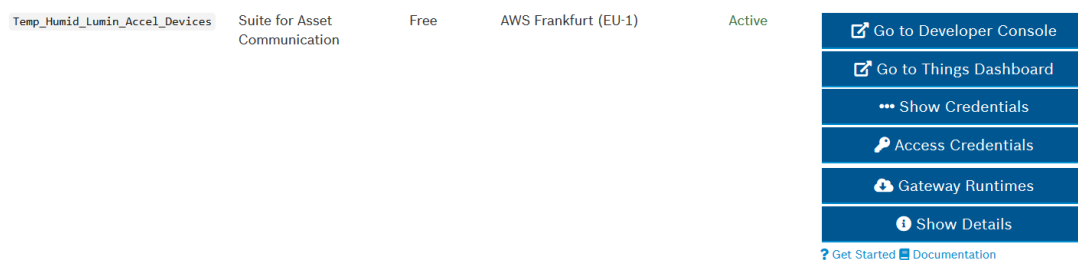 Temp_Humid_Lumin_Accel_Devices
Suite for Asset
Communication
Free
AWS Frankfurt (EU-1)
Active
Go to Developer Console
Go to Things Dashboard
Show Credentials
Access Credentials
Gateway Runtimes
Show Details
Get Started Documentation